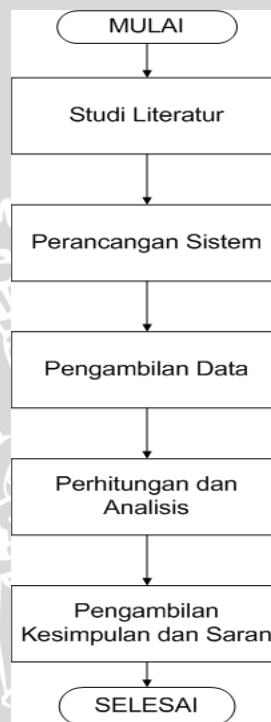 MULAI
Studi Literatur
Perancangan Sistem
Pengambilan Data
Perhitungan dan
Analisis
Pengambilan
Kesimpulan dan Saran
SELESAI